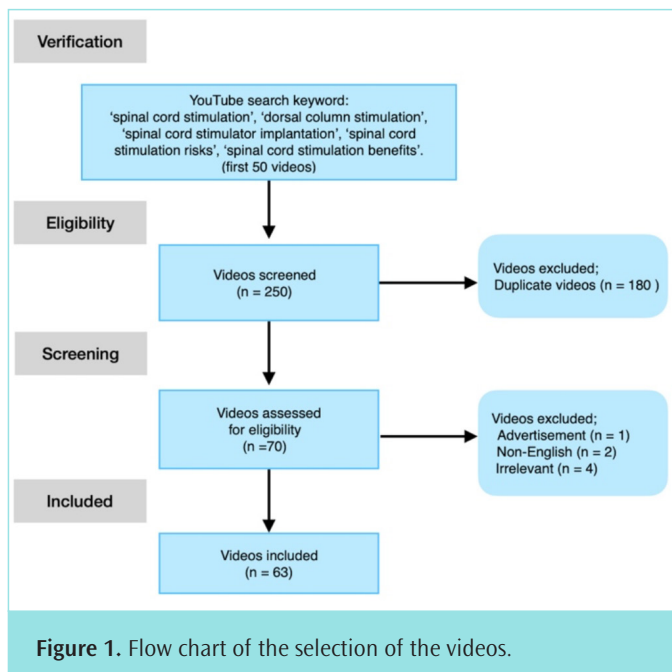 Verification
YouTube search keyword:
‘spinal cord stimulation’, ‘dorsal column stimulation’,
‘spinal cord stimulator implantation’, ‘spinal cord
stimulation risks’, ‘spinal cord stimulation benefits’.
(first 50 videos)
Eligibility
Videos screened
(n = 250)
Videos excluded;
Duplicate videos (n = 180 )
Screening
Videos assessed
for eligibility
(n =70)
Videos excluded;
Advertisement (n = 1)
Non-English (n = 2)
Irrelevant (n = 4)
Included
Videos included
(n = 63)
Figure 1. Flow chart of the selection of the videos.